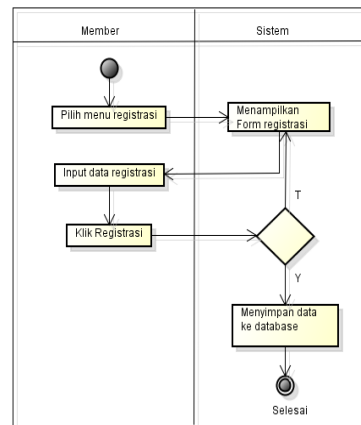 Member
Sistem
Pilih menu registrasi
Menampilkan
Form registrasi
Input data registrasi
Klik Registrasi
T
Y
Menyimpan data
ke database
Selesai